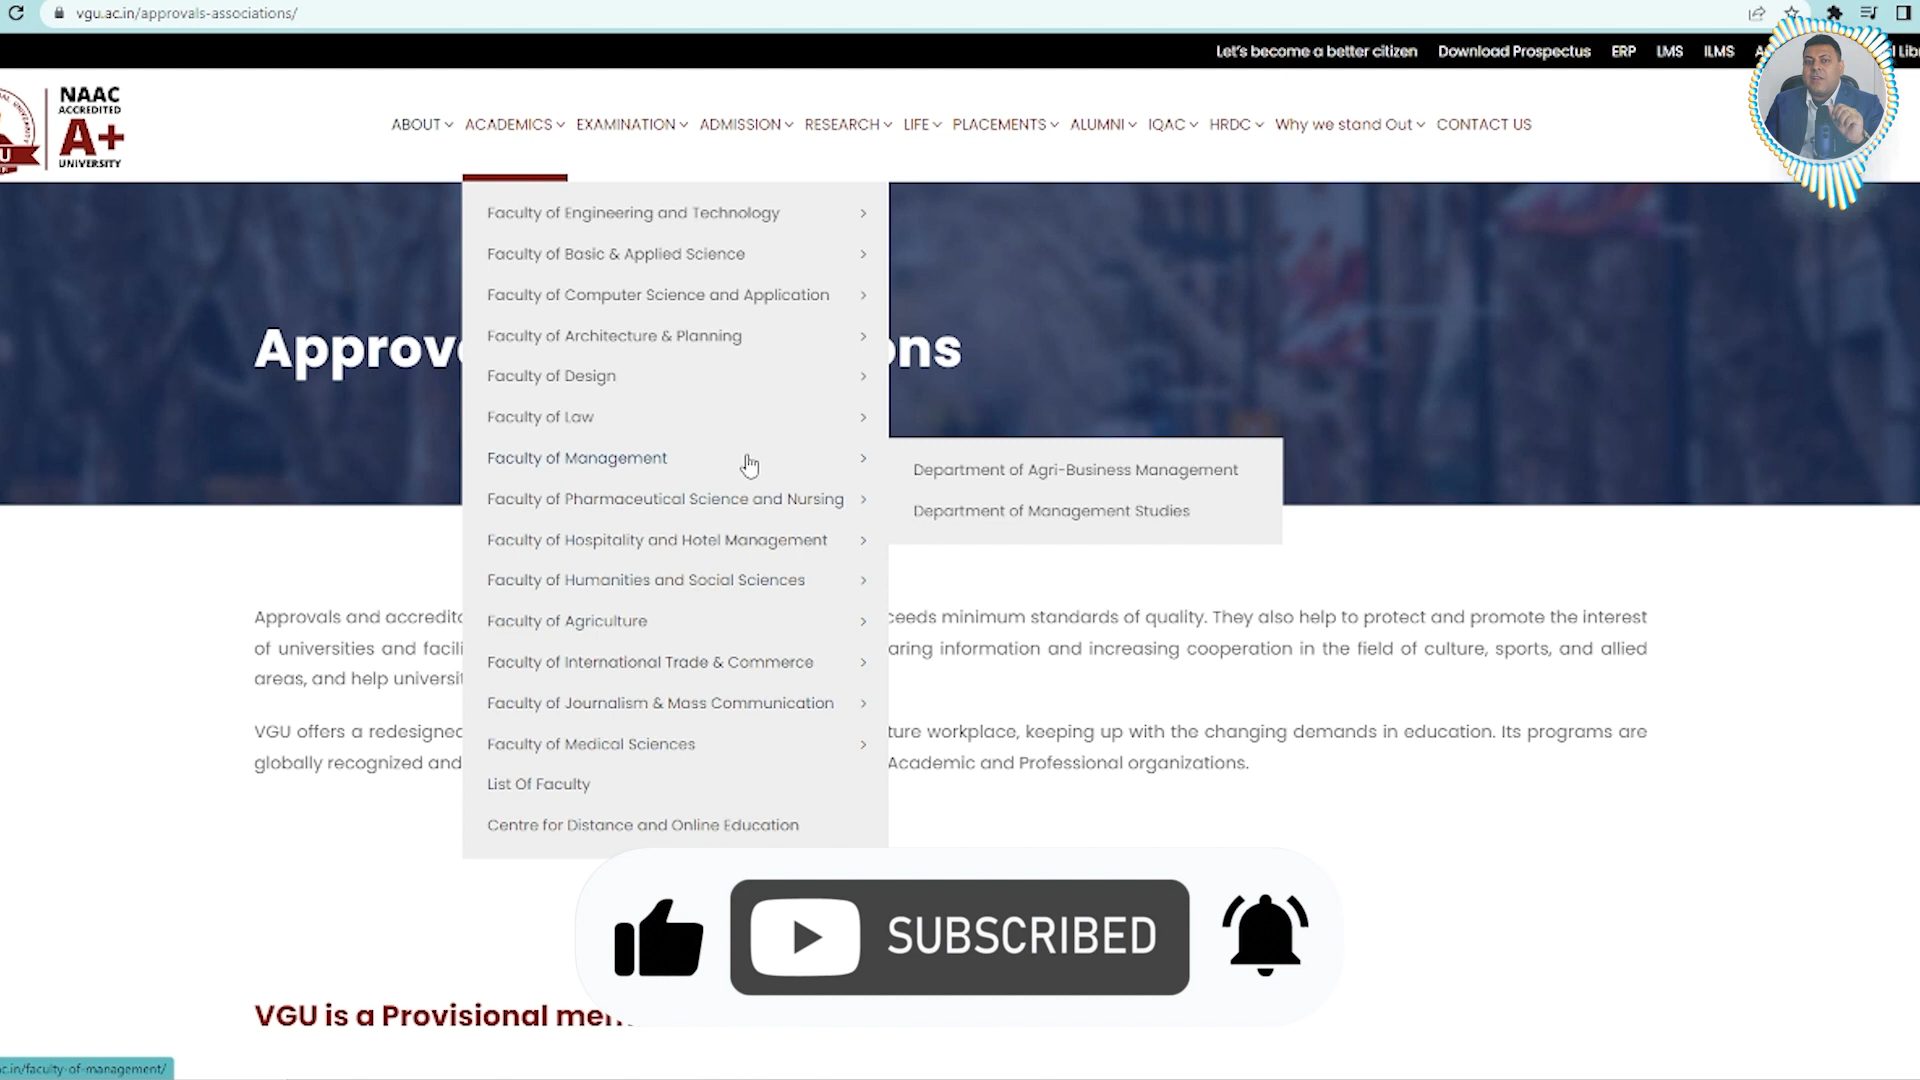 vgu.ac.in/approvals-associations/
Let's become a better citizen Download Prospectus ERP LMS ILMS
NAAC
ACCREDITED
A+
UNIVERSITY
ABOUT ACADEMICS EXAMINATION ADMISSION RESEARCH LIFE PLACEMENTS ALUMNI IQAC HRDC Why we stand Out CONTACT US
Faculty of Engineering and Technology
Faculty of Basic & Applied Science
Faculty of Computer Science and Application
Faculty of Architecture & Planning
Approv ons
Faculty of Design
Faculty of Law
Faculty of Management
Department of Agri-Business Management
Faculty of Pharmaceutical Science and Nursing
Department of Management Studies
Faculty of Hospitality and Hotel Management
Faculty of Humanities and Social Sciences
Approvals and accredit ceeds minimum standards of quality. They also help to protect and promote the interest
Faculty of Agriculture
of universities and facili aring information and increasing cooperation in the field of culture, sports, and allied
Faculty of International Trade & Commerce
areas, and help universit
Faculty of Journalism & Mass Communication
VGU offers a redesigned ture workplace, keeping up with the changing demands in education. Its programs are
Faculty of Medical Sciences
globally recognized and Academic and Professional organizations.
List Of Faculty
Centre for Distance and Online Education
SUBSCRIBED
VGU is a Provisional mem
ac.in/faculty-of-management/